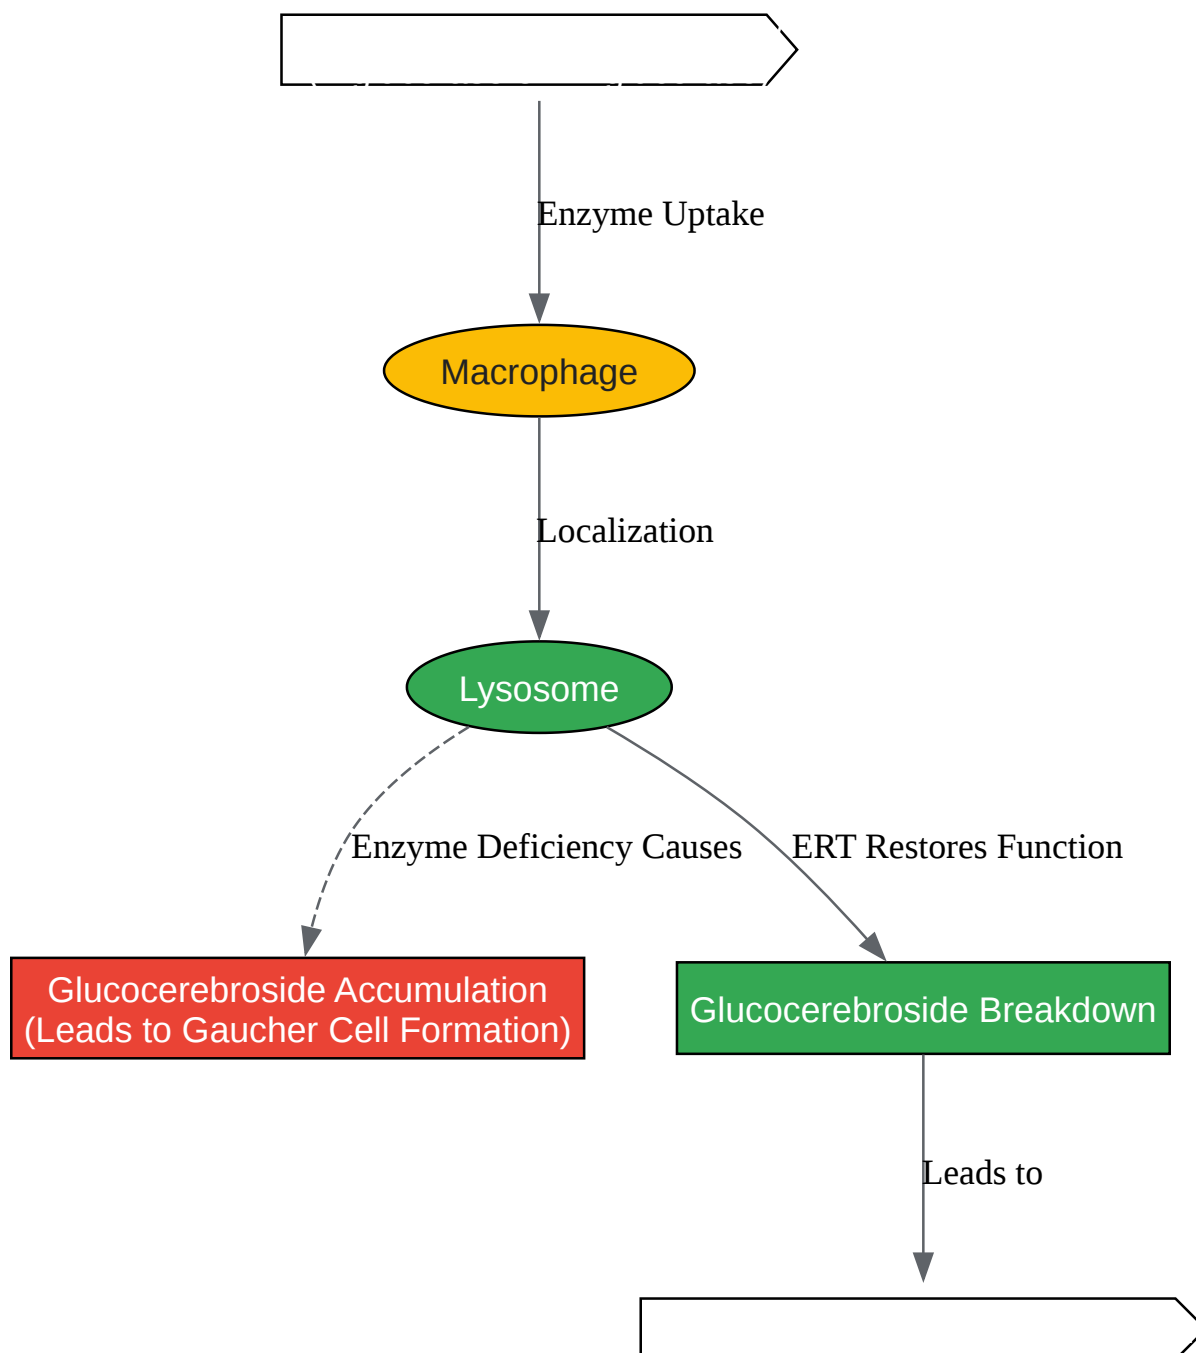 Enzyme Uptake
Macrophage
Localization
Lysosome
Enzyme Deficiency Causes
ERT Restores Function
Glucocerebroside Accumulation
(Leads to Gaucher Cell Formation)
Glucocerebroside Breakdown
Leads to